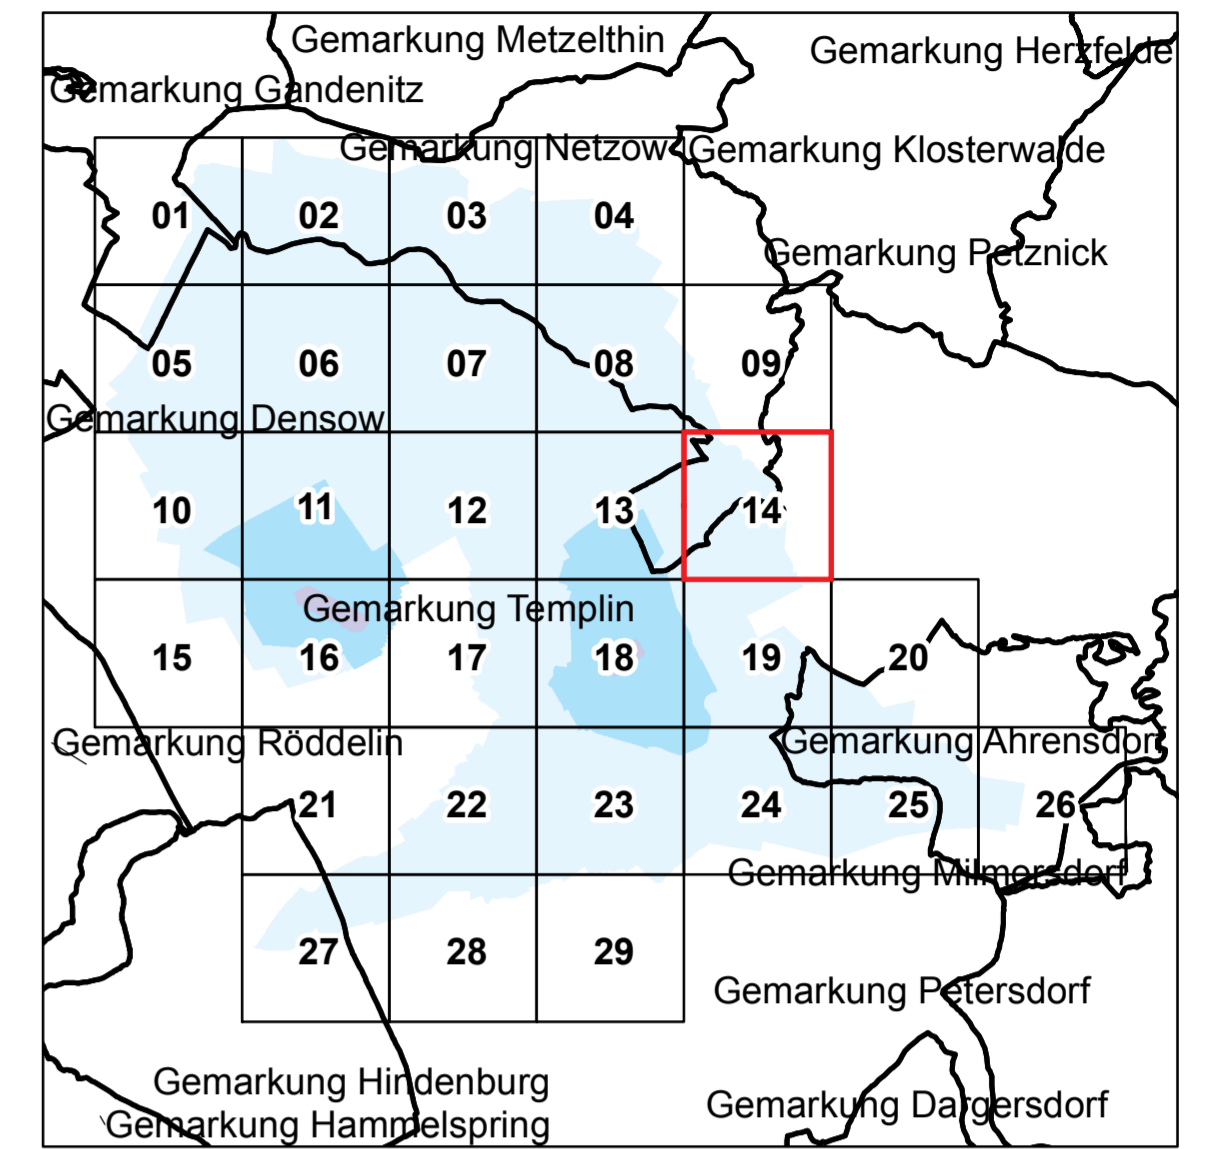 Gemarkung Metzelthin
Gemarkung Herzfelde
Gemarkung Gandenitz
Gemarkung Netzow
Gemarkung Klosterwalde
01 02 03 04
Gemarkung Petznick
05 06 07 08 09
Gemarkung Densow
10 11 12 13 14
Gemarkung Templin
15 16 17 18 19 20
Gemarkung Röddelin
Gemarkung Ahrensdorf
21 22 23 24 25 26
Gemarkung Milmersdorf
27 28 29
Gemarkung Petersdorf
Gemarkung Hindenburg
Gemarkung Dargersdorf
Gemarkung Hammelspring